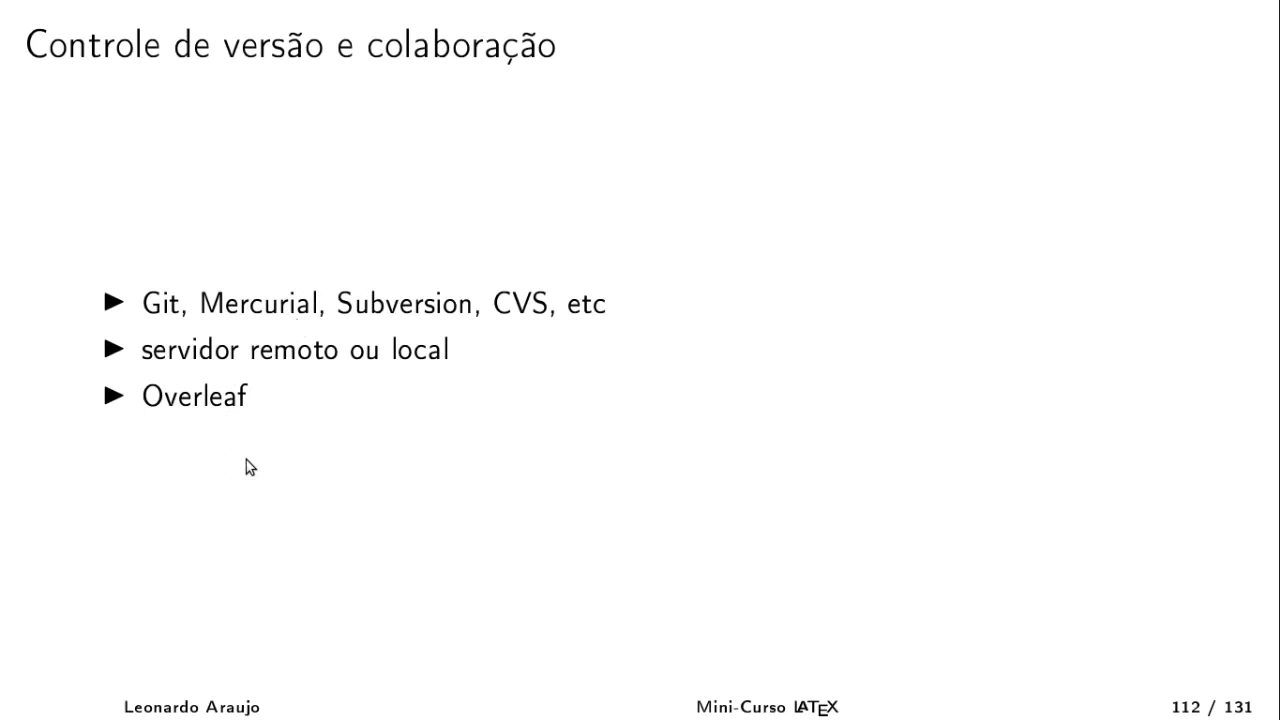 Controle de versão e colaboração
Git, Mercurial, Subversion, CVS, etc
servidor remoto ou local
Overleaf
Leonardo Araujo
Mini-Curso LATEX
112 / 131